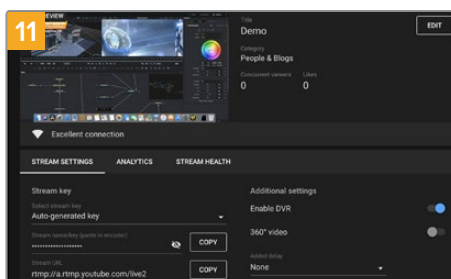 11
PREVIEW
Title
Demo
EDIT
Category
People & Blogs
Concurrent viewers Likes
0 0
Excellent connection
STREAM SETTINGS ANALYTICS STREAM HEALTH
Stream key
Additional settings
Select stream key
Auto-generated key
Enable DVR
360° video
Stream name/key (paste in encoder)
COPY
Added delay
None
Stream URL
rtmp://a.rtmp.youtube.com/live2
COPY